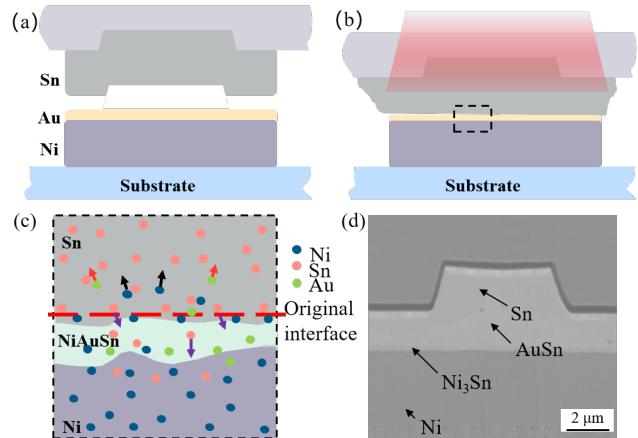 (a)
Sn
Au
Ni
Substrate
(b)
Substrate
(c)
Sn
NiAuSn
Ni
Ni
Sn
Au
Original
interface
(d)
Sn
AuSn
Ni₃Sn
Ni
2 μm